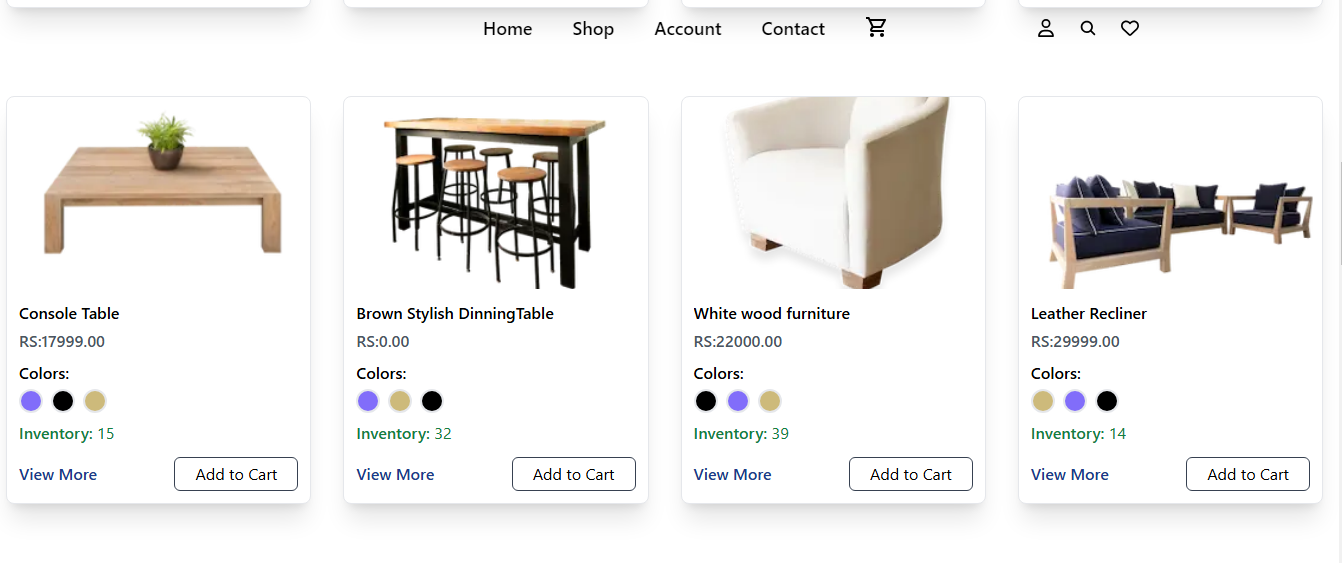 Home Shop Account Contact
Console Table
RS:17999.00
Colors:
Inventory: 15
View More Add to Cart
Brown Stylish DinningTable
RS:0.00
Colors:
Inventory: 32
View More Add to Cart
White wood furniture
RS:22000.00
Colors:
Inventory: 39
View More Add to Cart
Leather Recliner
RS:29999.00
Colors:
Inventory: 14
View More Add to Cart